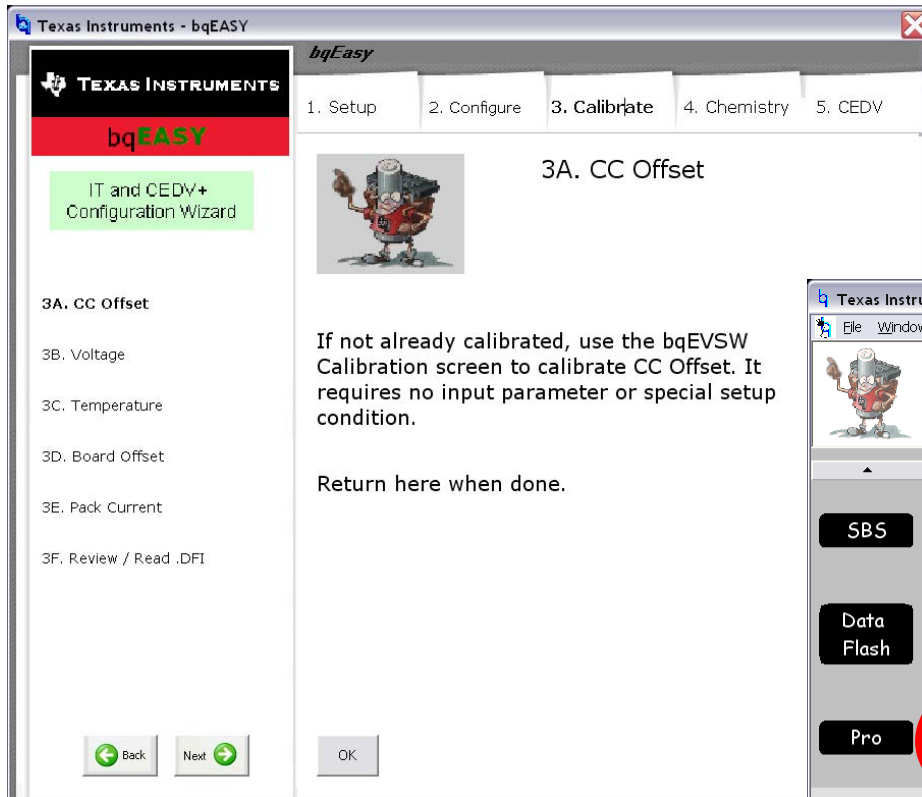 Texas Instruments - bqEASY
bqEasy
TEXAS INSTRUMENTS
bqEASY
IT and CEDV+
Configuration Wizard
1. Setup
2. Configure
3. Calibrate
4. Chemistry
5. CEDV
3A. CC Offset
3B. Voltage
3C. Temperature
3D. Board Offset
3E. Pack Current
3F. Review / Read .DFI
Back
Next
3A. CC Offset
If not already calibrated, use the bqEVSW
Calibration screen to calibrate CC Offset. It
requires no input parameter or special setup
condition.
Return here when done.
OK
Texas Instru
File Window
SBS
Data
Flash
Pro